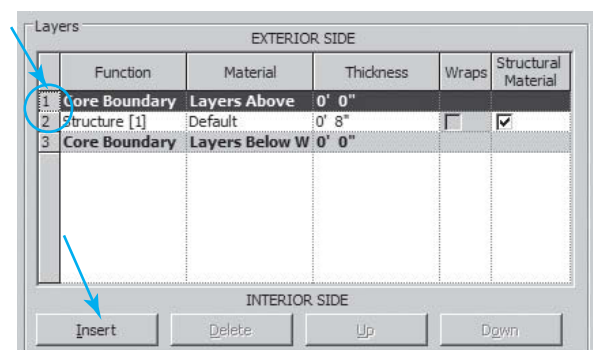 Layers
EXTERIOR SIDE
Function Material Thickness Wraps Structural Material
1 Core Boundary Layers Above 0' 0"
2 Structure [1] Default 0' 8"
3 Core Boundary Layers Below W 0' 0"
INTERIOR SIDE
Insert Delete Up Down